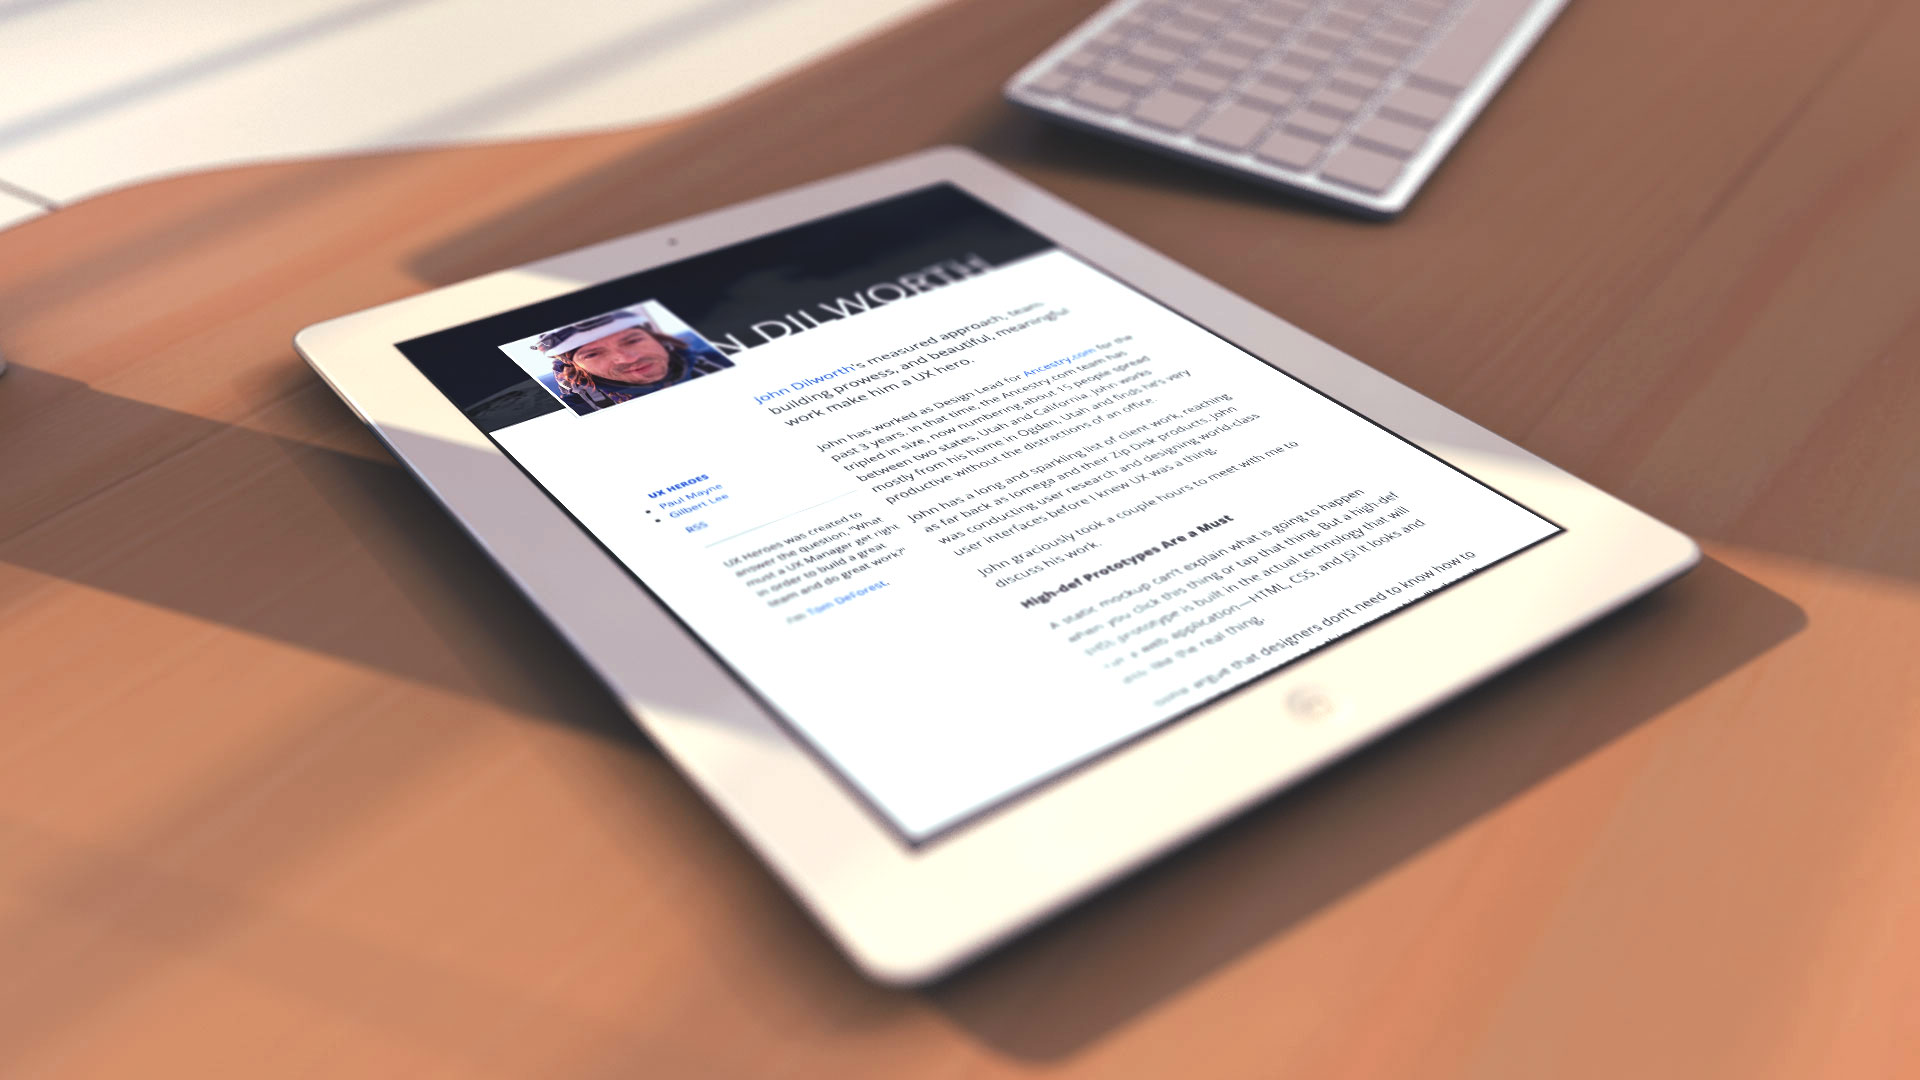 N DILWORTH
John Dilworth's measured approach, team
building prowess, and beautiful, meaningful
work make him a UX hero.
John has worked as Design Lead for Ancestry.com for the
past 3 years. In that time, the Ancestry.com team has
tripled in size, now numbering about 15 people spread
between two states, Utah and California. John works
mostly from his home in Ogden, Utah and finds he's very
productive without the distractions of an office.
John has a long and sparkling list of client work, reaching
as far back as Iomega and their Zip Disk products. John
was conducting user research and designing world-class
user interfaces before I knew UX was a thing.
John graciously took a couple hours to meet with me to
discuss his work.
High-def Prototypes Are a Must
A static mockup can't explain what is going to happen
when you click this thing or tap that thing. But a high-def
prototype is built in the actual technology that will
a web application—HTML, CSS, and JS! It looks and
like the real thing.
argue that designers don't need to know how to
UX HEROES
Paul Mayne
Gilbert Lee
RSS
UX Heroes was created to
answer the question, "What
must a UX Manager get right
in order to build a great
team and do great work?"
Tom DeForest.